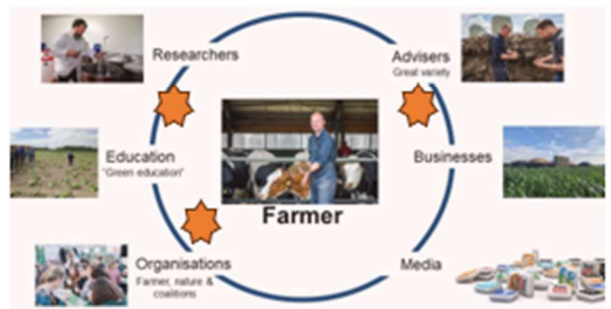 Researchers
Advisers
Great variety
Education
"Green education"
Businesses
Farmer
Organisations
Farmer, nature &
coalitions
Media